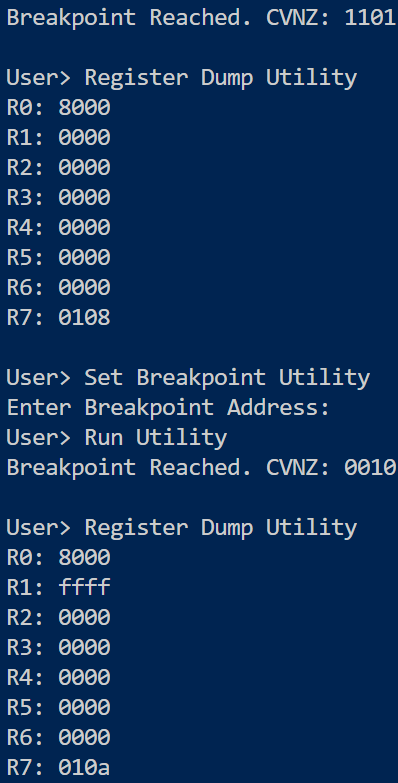 Breakpoint Reached. CVNZ: 1101
User> Register Dump Utility
R0: 8000
R1: 0000
R2: 0000
R3: 0000
R4: 0000
R5: 0000
R6: 0000
R7: 0108
User> Set Breakpoint Utility
Enter Breakpoint Address:
User> Run Utility
Breakpoint Reached. CVNZ: 0010
User> Register Dump Utility
R0: 8000
R1: ffff
R2: 0000
R3: 0000
R4: 0000
R5: 0000
R6: 0000
R7: 010a